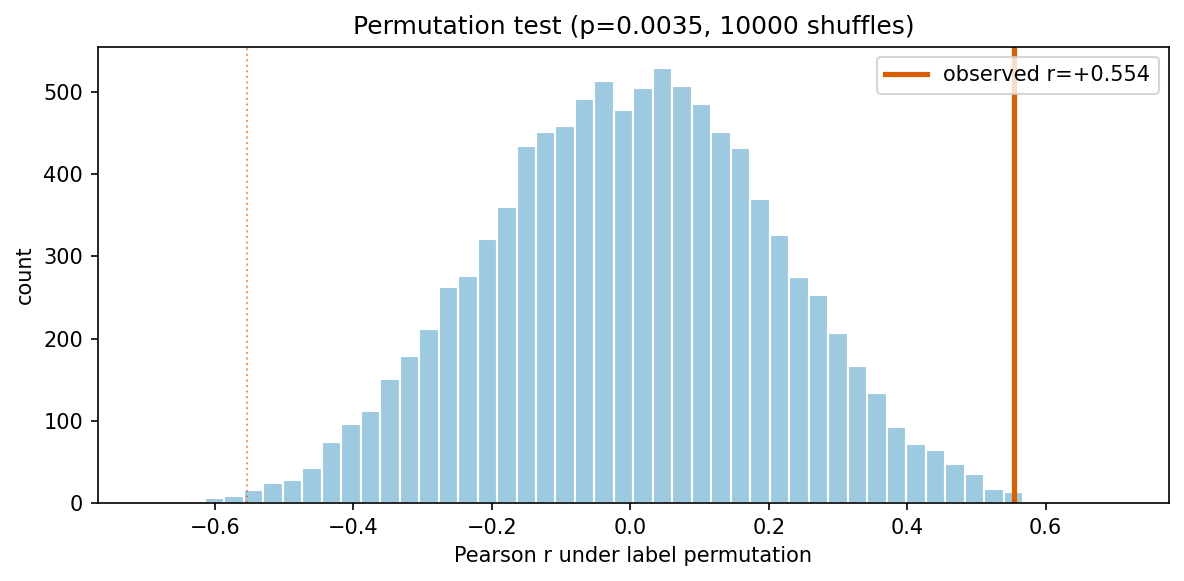 Permutation test (p=0.0035, 10000 shuffles)
observed r=+0.554
count
500
400
300
200
100
0
−0.6 −0.4 −0.2 0.0 0.2 0.4 0.6
Pearson r under label permutation